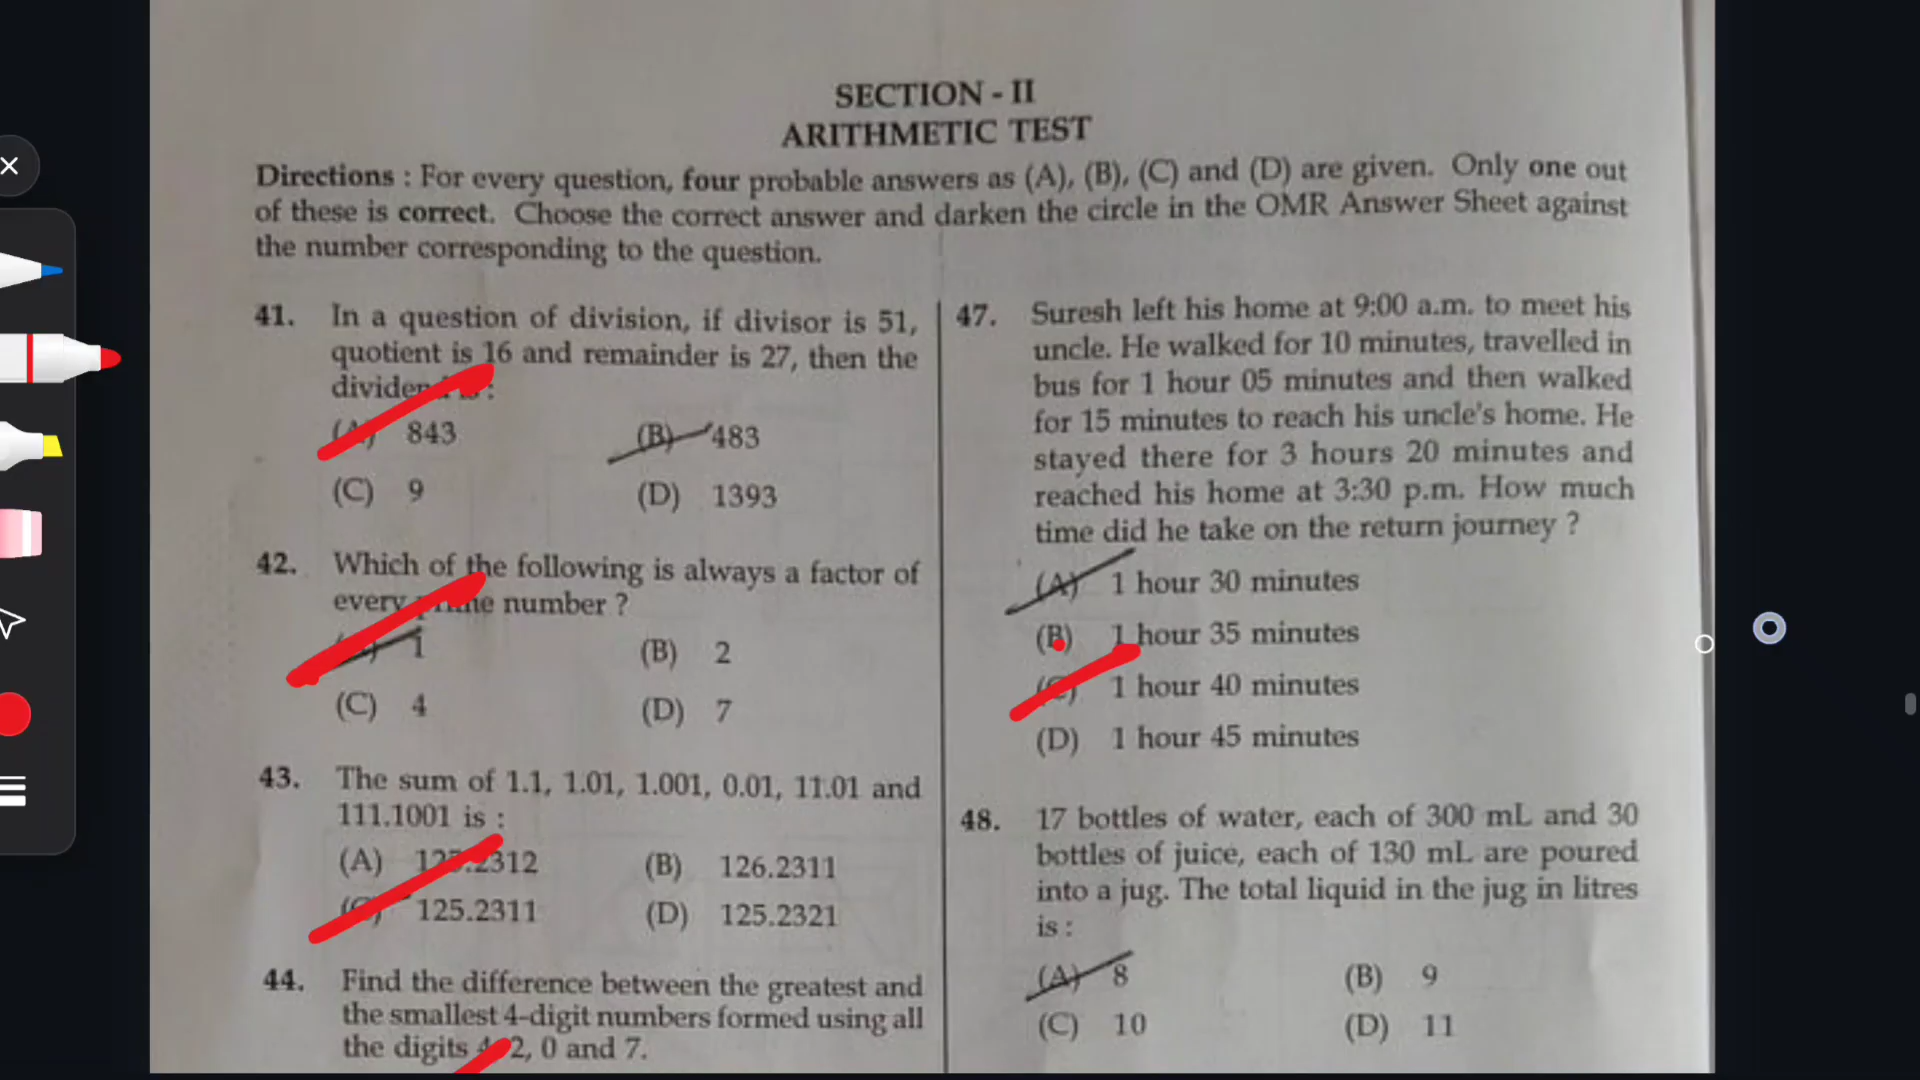 SECTION - II
ARITHMETIC TEST
Directions : For every question, four probable answers as (A), (B), (C) and (D) are given. Only one out
of these is correct. Choose the correct answer and darken the circle in the OMR Answer Sheet against
the number corresponding to the question.
41. In a question of division, if divisor is 51,
quotient is 16 and remainder is 27, then the
(A) 843 (B) 483
(C) 9 (D) 1393
42. Which of the following is always a factor of
every prime number ?
1 (B) 2
(C) 4 (D) 7
43. The sum of 1.1, 1.01, 1.001, 0.01, 11.01 and
111.1001 is :
(A) 125.2312 (B) 126.2311
(C) 125.2311 (D) 125.2321
44. Find the difference between the greatest and
the smallest 4-digit numbers formed using all
the digits 4, 2, 0 and 7.
47. Suresh left his home at 9:00 a.m. to meet his
uncle. He walked for 10 minutes, travelled in
bus for 1 hour 05 minutes and then walked
for 15 minutes to reach his uncle's home. He
stayed there for 3 hours 20 minutes and
reached his home at 3:30 p.m. How much
time did he take on the return journey ?
(A) 1 hour 30 minutes
(B) 1 hour 35 minutes
(C) 1 hour 40 minutes
(D) 1 hour 45 minutes
48. 17 bottles of water, each of 300 mL and 30
bottles of juice, each of 130 mL are poured
into a jug. The total liquid in the jug in litres
is :
(A) 8 (B) 9
(C) 10 (D) 11